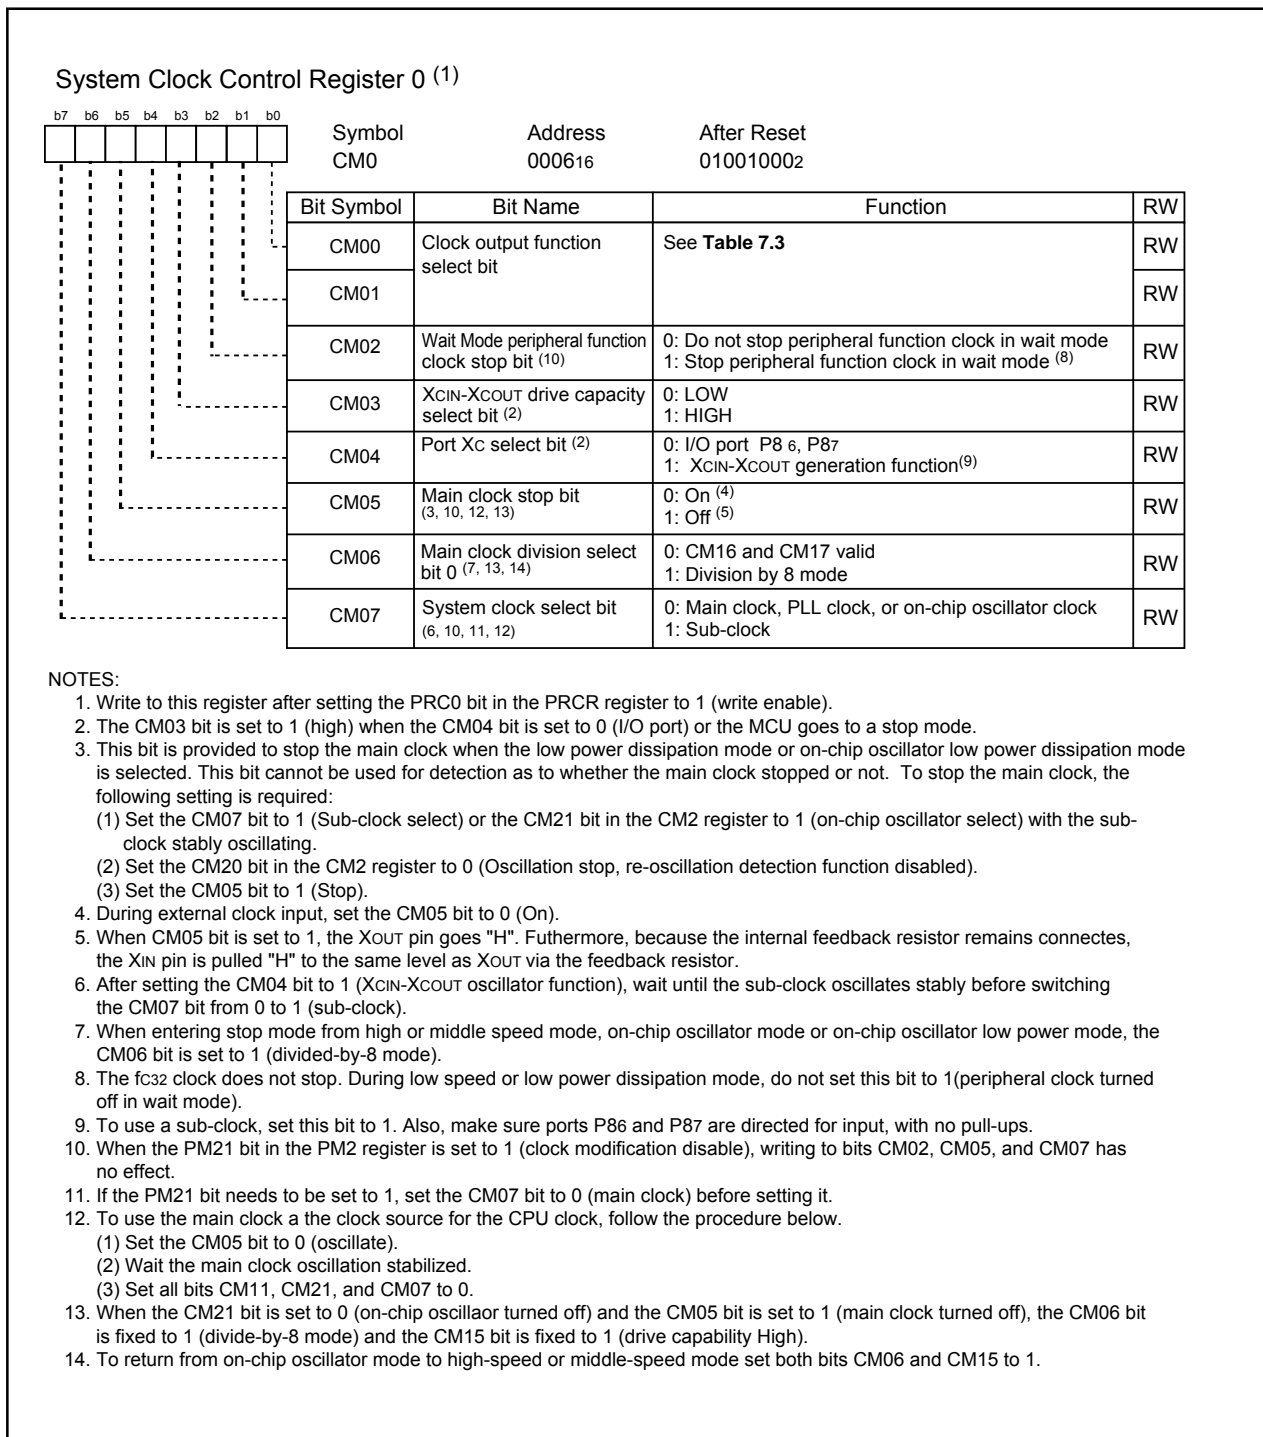 System Clock Control Register 0 (1)
b7 b6 b5 b4 b3 b2 b1 b0
Symbol Address After Reset
CM0 000616 010010002
Bit Symbol Bit Name Function RW
CM00 Clock output function select bit See Table 7.3 RW
CM01 RW
CM02 Wait Mode peripheral function 0: Do not stop peripheral function clock in wait mode RW
clock stop bit (10) 1: Stop peripheral function clock in wait mode (8)
CM03 XCIN-XCOUT drive capacity 0: LOW RW
select bit (2) 1: HIGH
CM04 Port XC select bit (2) 0: I/O port P8 6, P87 RW
1: XCIN-XCOUT generation function(9)
CM05 Main clock stop bit 0: On (4) RW
(3, 10, 12, 13) 1: Off (5)
CM06 Main clock division select 0: CM16 and CM17 valid RW
bit 0 (7, 13, 14) 1: Division by 8 mode
CM07 System clock select bit 0: Main clock, PLL clock, or on-chip oscillator clock RW
(6, 10, 11, 12) 1: Sub-clock
NOTES:
1. Write to this register after setting the PRC0 bit in the PRCR register to 1 (write enable).
2. The CM03 bit is set to 1 (high) when the CM04 bit is set to 0 (I/O port) or the MCU goes to a stop mode.
3. This bit is provided to stop the main clock when the low power dissipation mode or on-chip oscillator low power dissipation mode
is selected. This bit cannot be used for detection as to whether the main clock stopped or not. To stop the main clock, the
following setting is required:
(1) Set the CM07 bit to 1 (Sub-clock select) or the CM21 bit in the CM2 register to 1 (on-chip oscillator select) with the sub-
clock stably oscillating.
(2) Set the CM20 bit in the CM2 register to 0 (Oscillation stop, re-oscillation detection function disabled).
(3) Set the CM05 bit to 1 (Stop).
4. During external clock input, set the CM05 bit to 0 (On).
5. When CM05 bit is set to 1, the XOUT pin goes "H". Futhermore, because the internal feedback resistor remains connectes,
the XIN pin is pulled "H" to the same level as XOUT via the feedback resistor.
6. After setting the CM04 bit to 1 (XCIN-XCOUT oscillator function), wait until the sub-clock oscillates stably before switching
the CM07 bit from 0 to 1 (sub-clock).
7. When entering stop mode from high or middle speed mode, on-chip oscillator mode or on-chip oscillator low power mode, the
CM06 bit is set to 1 (divided-by-8 mode).
8. The fC32 clock does not stop. During low speed or low power dissipation mode, do not set this bit to 1(peripheral clock turned
off in wait mode).
9. To use a sub-clock, set this bit to 1. Also, make sure ports P86 and P87 are directed for input, with no pull-ups.
10. When the PM21 bit in the PM2 register is set to 1 (clock modification disable), writing to bits CM02, CM05, and CM07 has
no effect.
11. If the PM21 bit needs to be set to 1, set the CM07 bit to 0 (main clock) before setting it.
12. To use the main clock a the clock source for the CPU clock, follow the procedure below.
(1) Set the CM05 bit to 0 (oscillate).
(2) Wait the main clock oscillation stabilized.
(3) Set all bits CM11, CM21, and CM07 to 0.
13. When the CM21 bit is set to 0 (on-chip oscillaor turned off) and the CM05 bit is set to 1 (main clock turned off), the CM06 bit
is fixed to 1 (divide-by-8 mode) and the CM15 bit is fixed to 1 (drive capability High).
14. To return from on-chip oscillator mode to high-speed or middle-speed mode set both bits CM06 and CM15 to 1.